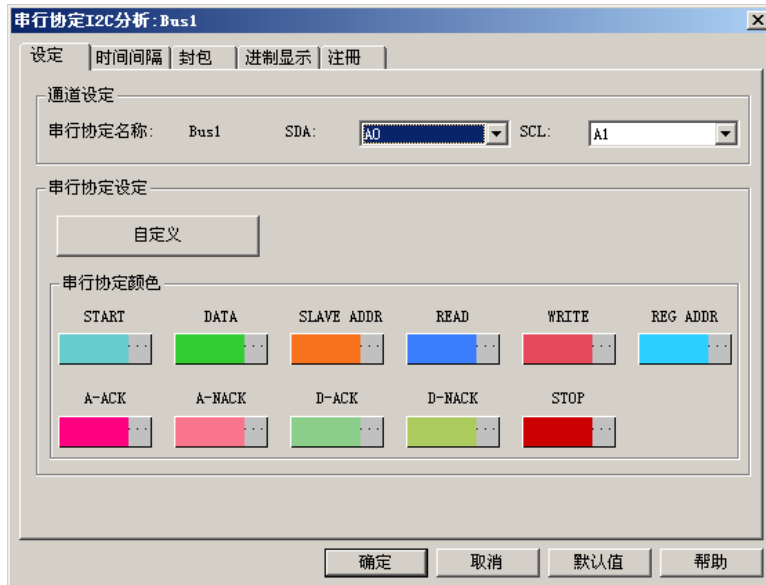 串行协定I2C分析:Bus1
设定 时间间隔 封包 进制显示 注冊
通道设定
串行协定名称: Bus1 SDA: A0 SCL: A1
串行协定设定
自定义
串行协定颜色
START DATA SLAVE ADDR READ WRITE REG ADDR
... ... ... ... ... ...
A-ACK A-NACK D-ACK D-NACK STOP
... ... ... ... ...
确定 取消 默认值 帮助